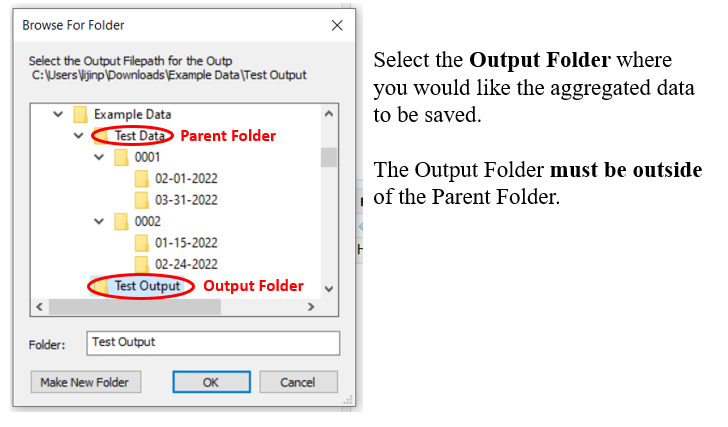 Browse For Folder
Select the Output Filepath for the Outp
C:\Users\lijinp\Downloads\Example Data\Test Output
Example Data
Test Data Parent Folder
0001
02-01-2022
03-31-2022
0002
01-15-2022
02-24-2022
Test Output Output Folder
Folder: Test Output
Make New Folder OK Cancel
Select the Output Folder where
you would like the aggregated data
to be saved.
The Output Folder must be outside
of the Parent Folder.